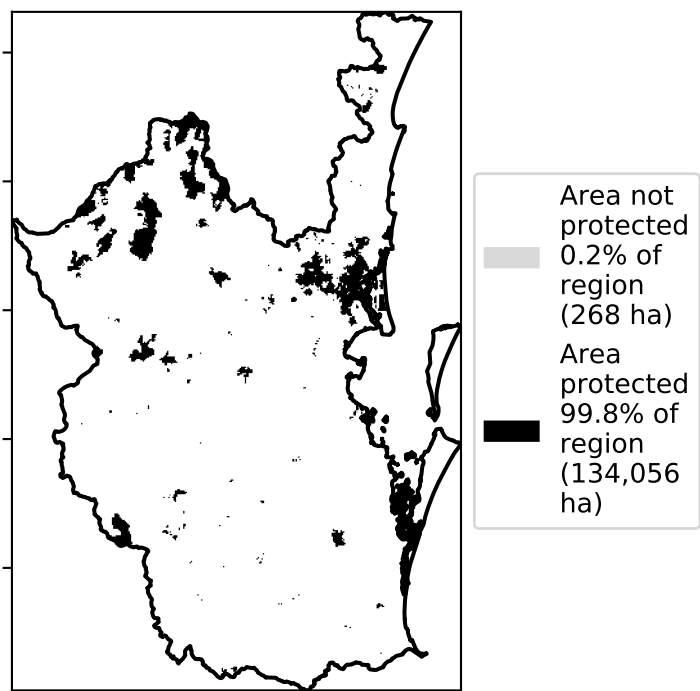 Area not
protected
0.2% of
region
(268 ha)
Area
protected
99.8% of
region
(134,056
ha)